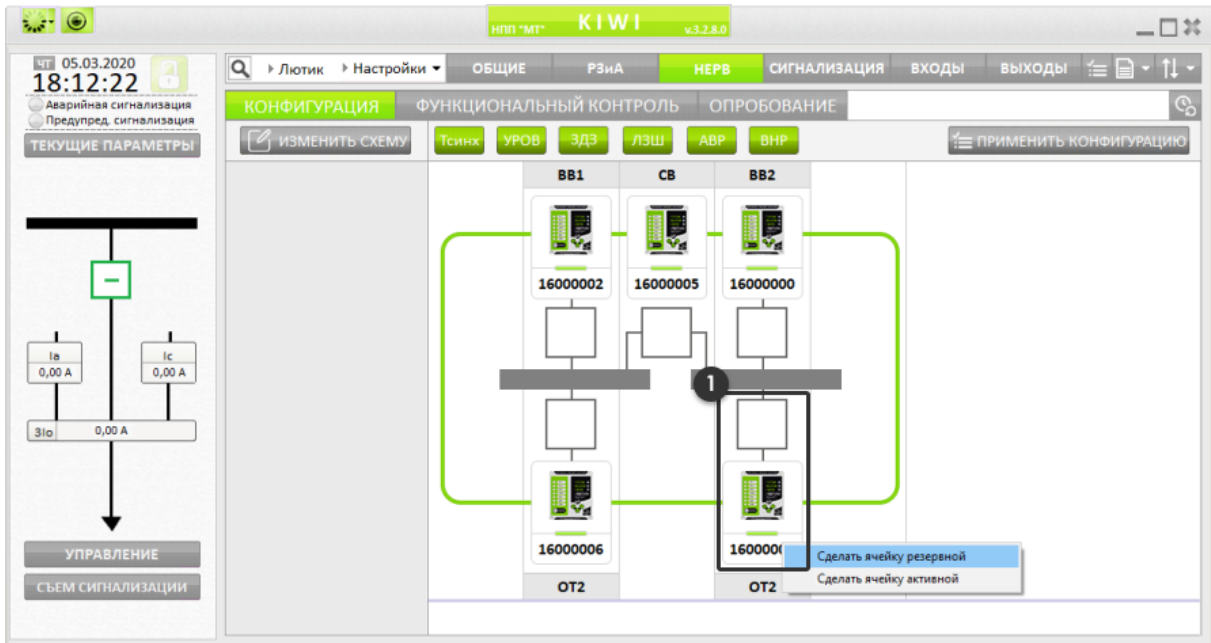 НПП "МТ" KIWI v.3.2.8.0
ЧТ 05.03.2020
18:12:22
Аварийная сигнализация
Предупред. сигнализация
ТЕКУЩИЕ ПАРАМЕТРЫ
Лютик Настройки ОБЩИЕ РЗиА НЕРВ СИГНАЛИЗАЦИЯ ВХОДЫ ВЫХОДЫ
КОНФИГУРАЦИЯ ФУНКЦИОНАЛЬНЫЙ КОНТРОЛЬ ОПРОБОВАНИЕ
ИЗМЕНИТЬ СХЕМУ Тсинх УРОВ ЗДЗ ЛЗШ АВР ВНР ПРИМЕНИТЬ КОНФИГУРАЦИЮ
ВВ1 СВ ВВ2
16000002 16000005 16000000
Ia
0,00 А
Ic
0,00 А
3Io 0,00 А
1
16000006
Сделать ячейку резервной
Сделать ячейку активной
ОТ2 ОТ2
УПРАВЛЕНИЕ
СЪЕМ СИГНАЛИЗАЦИИ